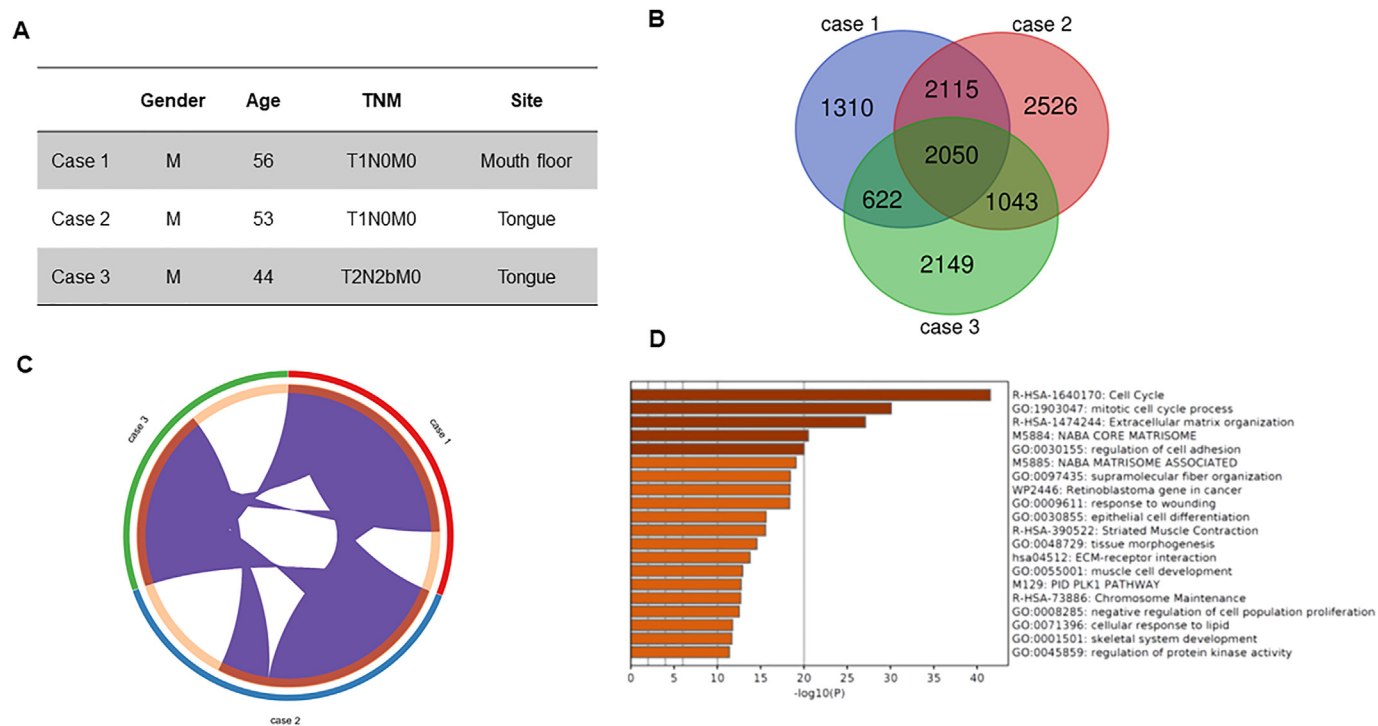 A
Gender Age TNM Site
Case 1 M 56 T1N0M0 Mouth floor
Case 2 M 53 T1N0M0 Tongue
Case 3 M 44 T2N2bM0 Tongue
B
case 1 case 2
1310 2115 2526
2050
622 1043
2149
case 3
C
case 3
case 1
case 2
D
R-HSA-1640170: Cell Cycle
GO:1903047: mitotic cell cycle process
R-HSA-1474244: Extracellular matrix organization
M5884: NABA CORE MATRISOME
GO:0030155: regulation of cell adhesion
M5885: NABA MATRISOME ASSOCIATED
GO:0097435: supramolecular fiber organization
WP2446: Retinoblastoma gene in cancer
GO:0009611: response to wounding
GO:0030855: epithelial cell differentiation
R-HSA-390522: Striated Muscle Contraction
GO:0048729: tissue morphogenesis
hsa04512: ECM-receptor interaction
GO:0055001: muscle cell development
M129: PID PLK1 PATHWAY
R-HSA-73886: Chromosome Maintenance
GO:0008285: negative regulation of cell population proliferation
GO:0071396: cellular response to lipid
GO:0001501: skeletal system development
GO:0045859: regulation of protein kinase activity
0 5 10 15 20 25 30 35 40
-log10(P)